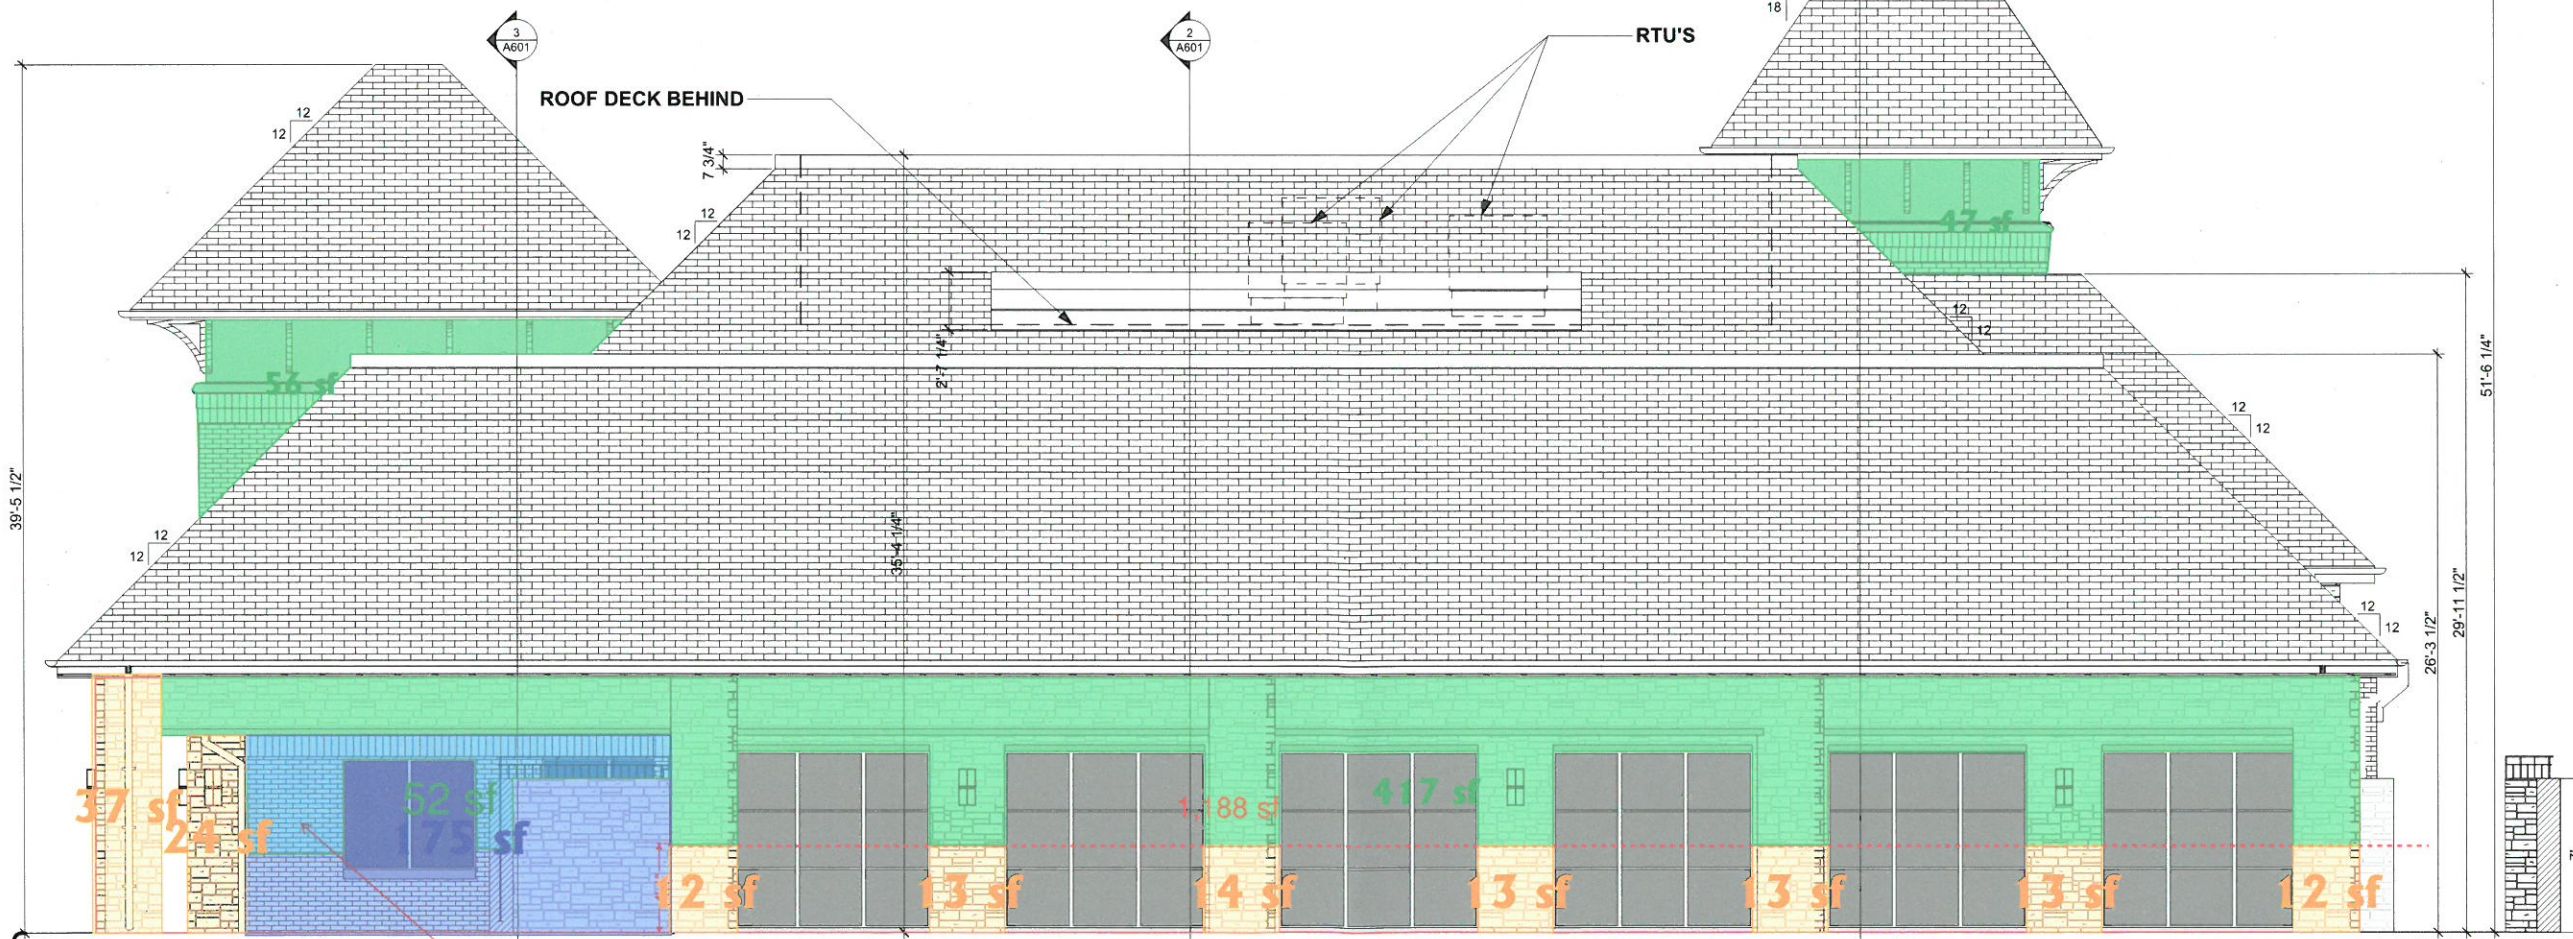 18
3
A601
2
A601
RTU'S
ROOF DECK BEHIND
12
12
7 3/4"
12
12
47 sf
12
12
2'-7 1/4"
56 sf
51'-6 1/4"
12
12
39'-5 1/2"
35'-4 1/4"
12
12
29'-11 1/2"
26'-3 1/2"
12
12
37 sf
24 sf
52 sf
175 sf
1,188 sf
417 sf
12 sf
13 sf
14 sf
13 sf
13 sf
13 sf
12 sf